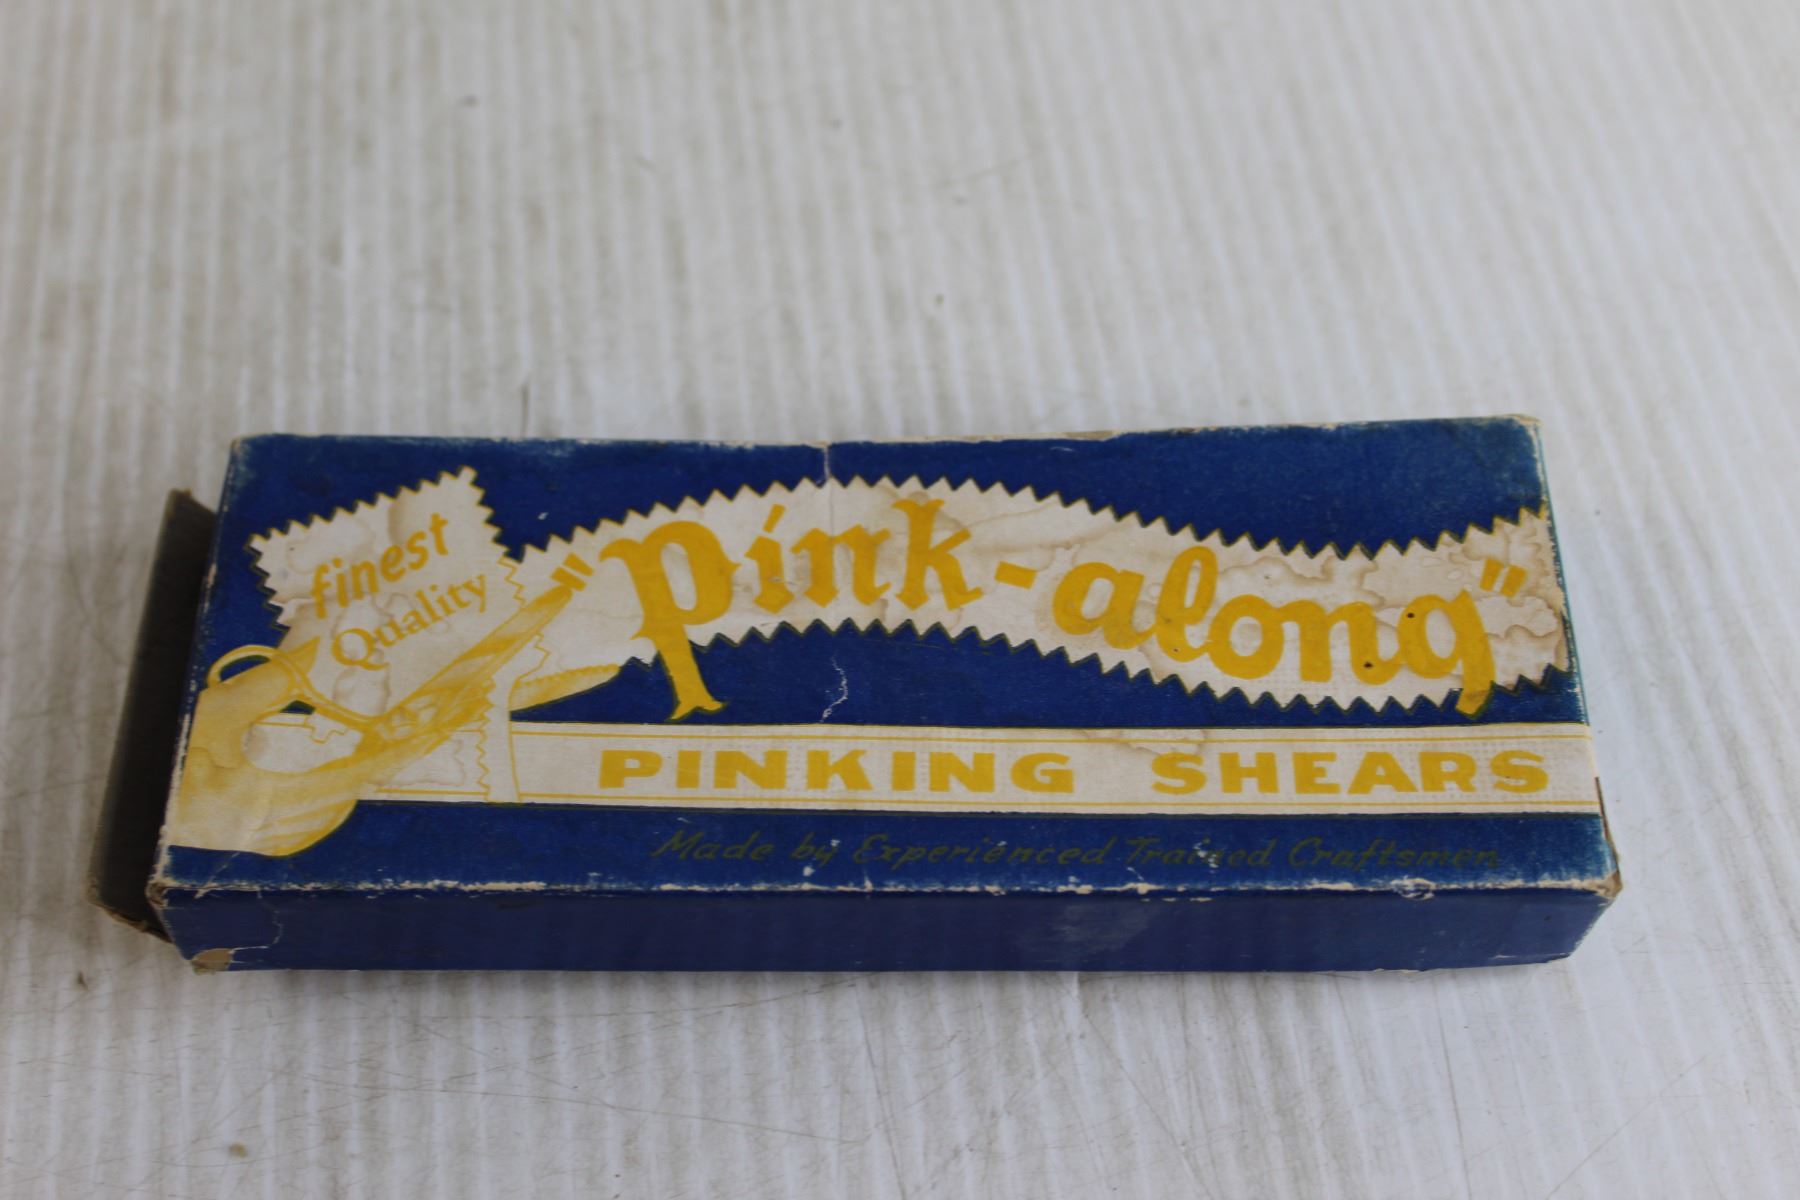 finest
Quality
"Pink-along"
PINKING SHEARS
Made by Experienced Trained Craftsmen